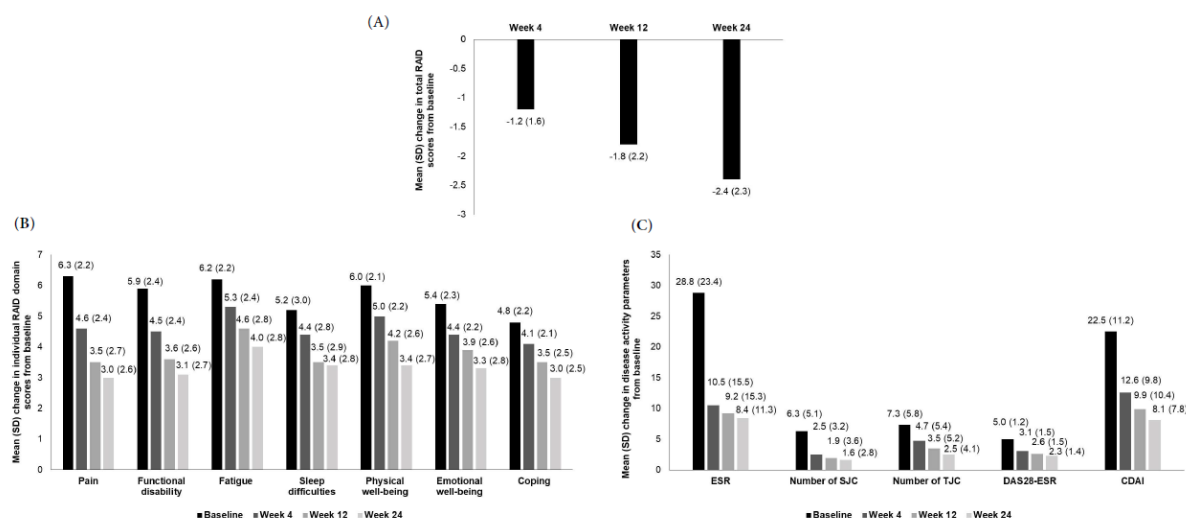 (A)
Week 4 Week 12 Week 24
Mean (SD) change in total RAID
scores from baseline
0
-0.5
-1
-1.5
-2
-2.5
-3
-1.2 (1.6)
-1.8 (2.2)
-2.4 (2.3)
(B)
Mean (SD) change in individual RAID domain
scores from baseline
7
6
5
4
3
2
1
0
6.3 (2.2)
4.6 (2.4)
3.5 (2.7)
3.0 (2.6)
5.9 (2.4)
4.5 (2.4)
3.6 (2.6)
3.1 (2.7)
6.2 (2.2)
5.3 (2.4)
4.6 (2.8)
4.0 (2.8)
5.2 (3.0)
4.4 (2.8)
3.5 (2.9)
3.4 (2.8)
6.0 (2.1)
5.0 (2.2)
4.2 (2.6)
3.4 (2.7)
5.4 (2.3)
4.4 (2.2)
3.9 (2.6)
3.3 (2.8)
4.8 (2.2)
4.1 (2.1)
3.5 (2.5)
3.0 (2.5)
Pain
Functional
disability
Fatigue
Sleep
difficulties
Physical
well-being
Emotional
well-being
Coping
Baseline Week 4 Week 12 Week 24
(C)
Mean (SD) change in disease activity parameters
from baseline
35
30
25
20
15
10
5
0
28.8 (23.4)
10.5 (15.5)
9.2 (15.3)
8.4 (11.3)
6.3 (5.1)
2.5 (3.2)
1.9 (3.6)
1.6 (2.8)
7.3 (5.8)
4.7 (5.4)
3.5 (5.2)
2.5 (4.1)
5.0 (1.2)
3.1 (1.5)
2.6 (1.5)
2.3 (1.4)
22.5 (11.2)
12.6 (9.8)
9.9 (10.4)
8.1 (7.8)
ESR
Number of SJC
Number of TJC
DAS28-ESR
CDAI
Baseline Week 4 Week 12 Week 24